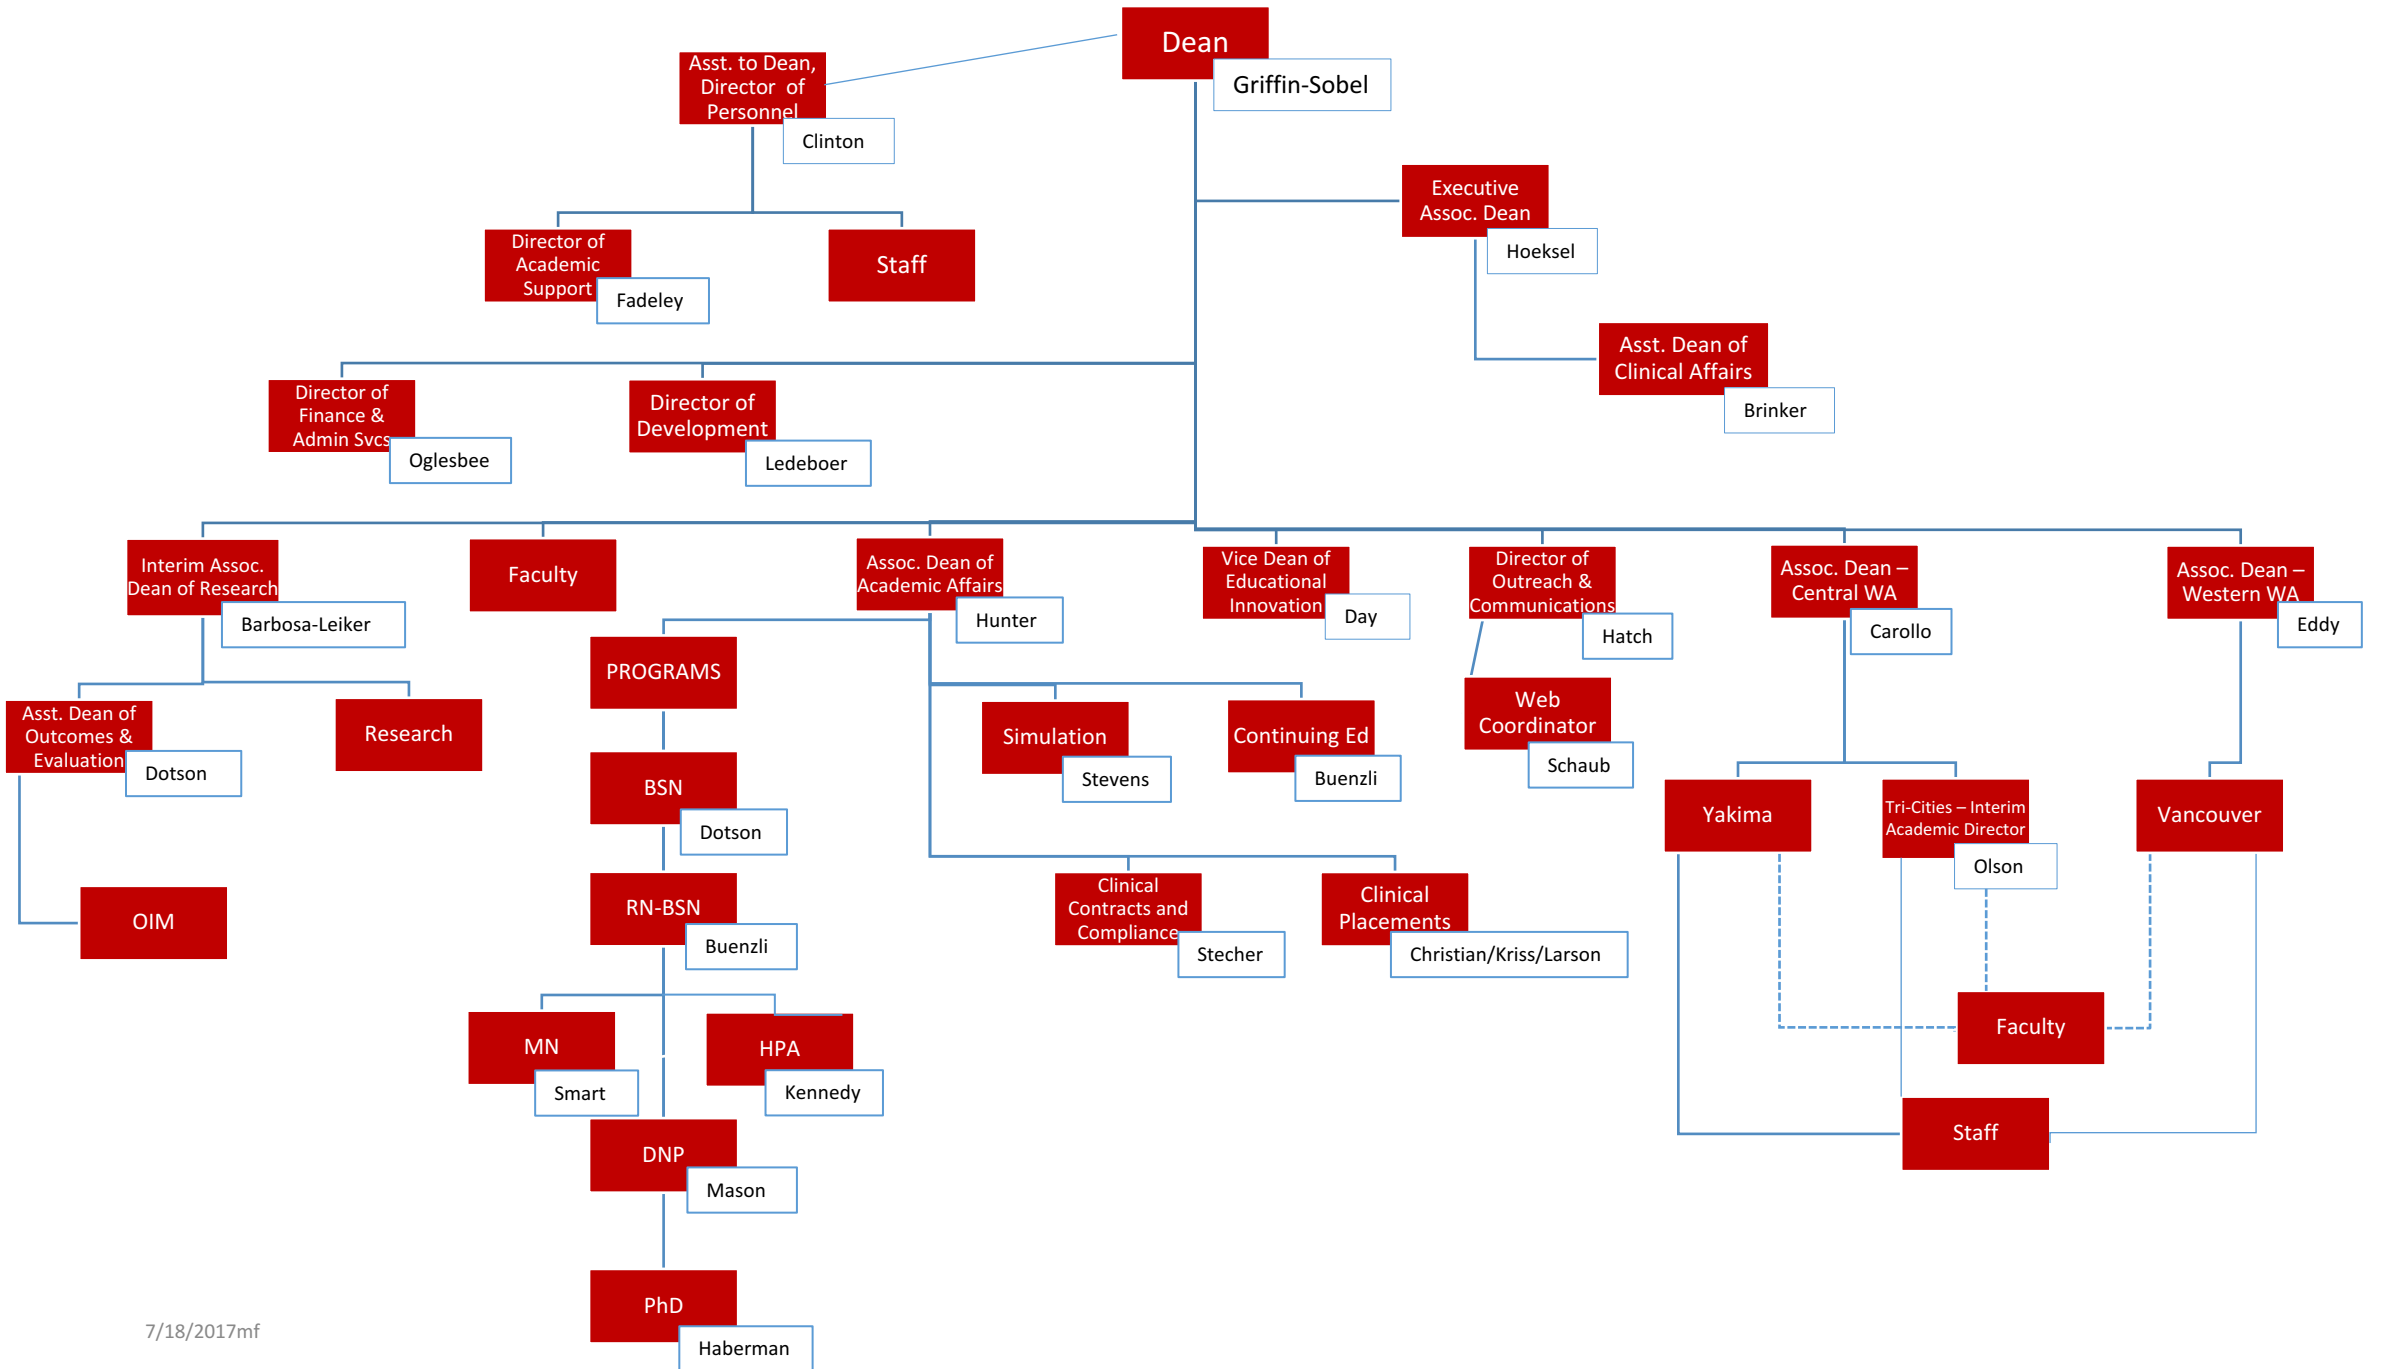 Dean
Griffin-Sobel
Asst. to Dean,
Director of
Personnel
Clinton
Executive
Assoc. Dean
Hoeksel
Director of
Academic
Support
Fadeley
Staff
Asst. Dean of
Clinical Affairs
Brinker
Director of
Finance &
Admin Svcs
Oglesbee
Director of
Development
Ledeboer
Interim Assoc.
Dean of Research
Barbosa-Leiker
Faculty
Assoc. Dean of
Academic Affairs
Hunter
Vice Dean of
Educational
Innovation
Day
Director of
Outreach &
Communications
Hatch
Assoc. Dean –
Central WA
Carollo
Assoc. Dean –
Western WA
Eddy
Asst. Dean of
Outcomes &
Evaluation
Dotson
Research
PROGRAMS
Simulation
Stevens
Continuing Ed
Buenzli
Web
Coordinator
Schaub
BSN
Dotson
Yakima
Tri-Cities – Interim
Academic Director
Olson
Vancouver
OIM
RN-BSN
Buenzli
Clinical
Contracts and
Compliance
Stecher
Clinical
Placements
Christian/Kriss/Larson
MN
Smart
HPA
Kennedy
Faculty
DNP
Mason
Staff
PhD
Haberman
7/18/2017mf